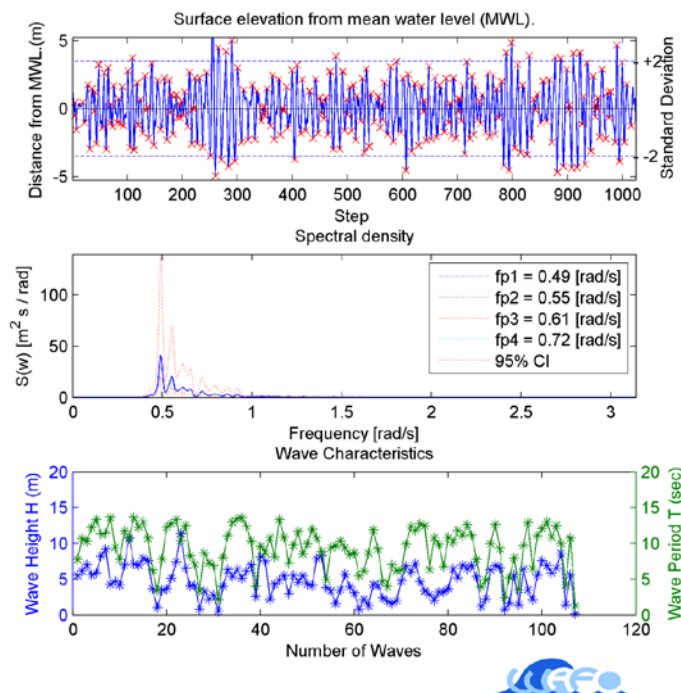 Surface elevation from mean water level (MWL).
Distance from MWL.(m)
5
0
-5
+2
-2
Standard Deviation
100 200 300 400 500 600 700 800 900 1000
Step
Spectral density
S(w) [m² s / rad]
100
50
0
fp1 = 0.49 [rad/s]
fp2 = 0.55 [rad/s]
fp3 = 0.61 [rad/s]
fp4 = 0.72 [rad/s]
95% CI
0 0.5 1 1.5 2 2.5 3
Frequency [rad/s]
Wave Characteristics
Wave Height H (m)
20
15
10
5
0
20
15
10
5
0
Wave Period T (sec)
0 20 40 60 80 100 120
Number of Waves
WAFO